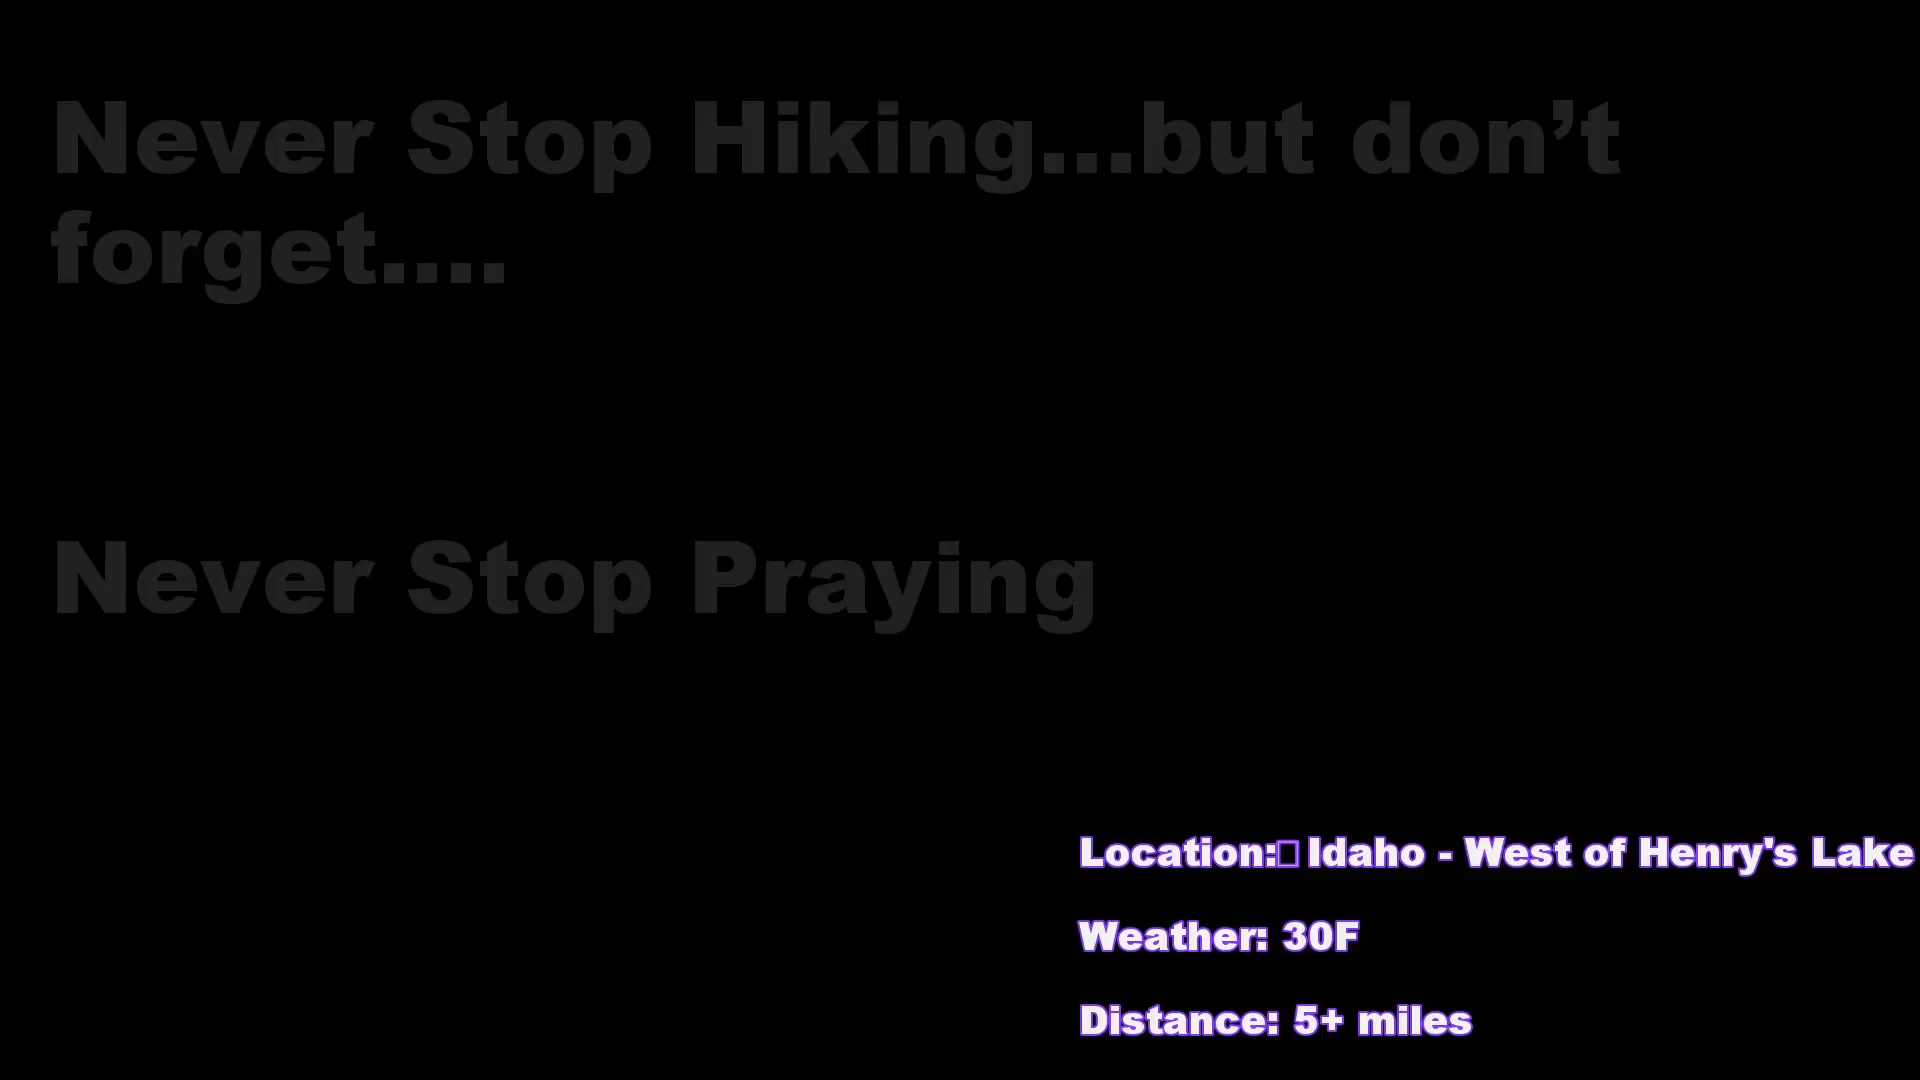 Never Stop Hiking...but don’t
forget....
Never Stop Praying
Location: Idaho - West of Henry's Lake
Weather: 30F
Distance: 5+ miles